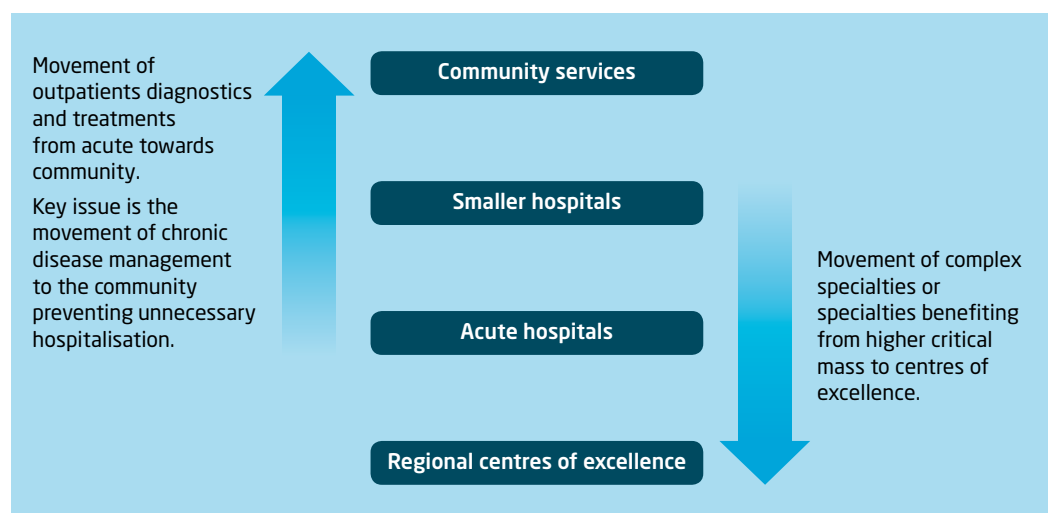 Movement of
outpatients diagnostics
and treatments
from acute towards
community.
Key issue is the
movement of chronic
disease management
to the community
preventing unnecessary
hospitalisation.
Community services
Smaller hospitals
Acute hospitals
Regional centres of excellence
Movement of complex
specialties or
specialties benefiting
from higher critical
mass to centres of
excellence.